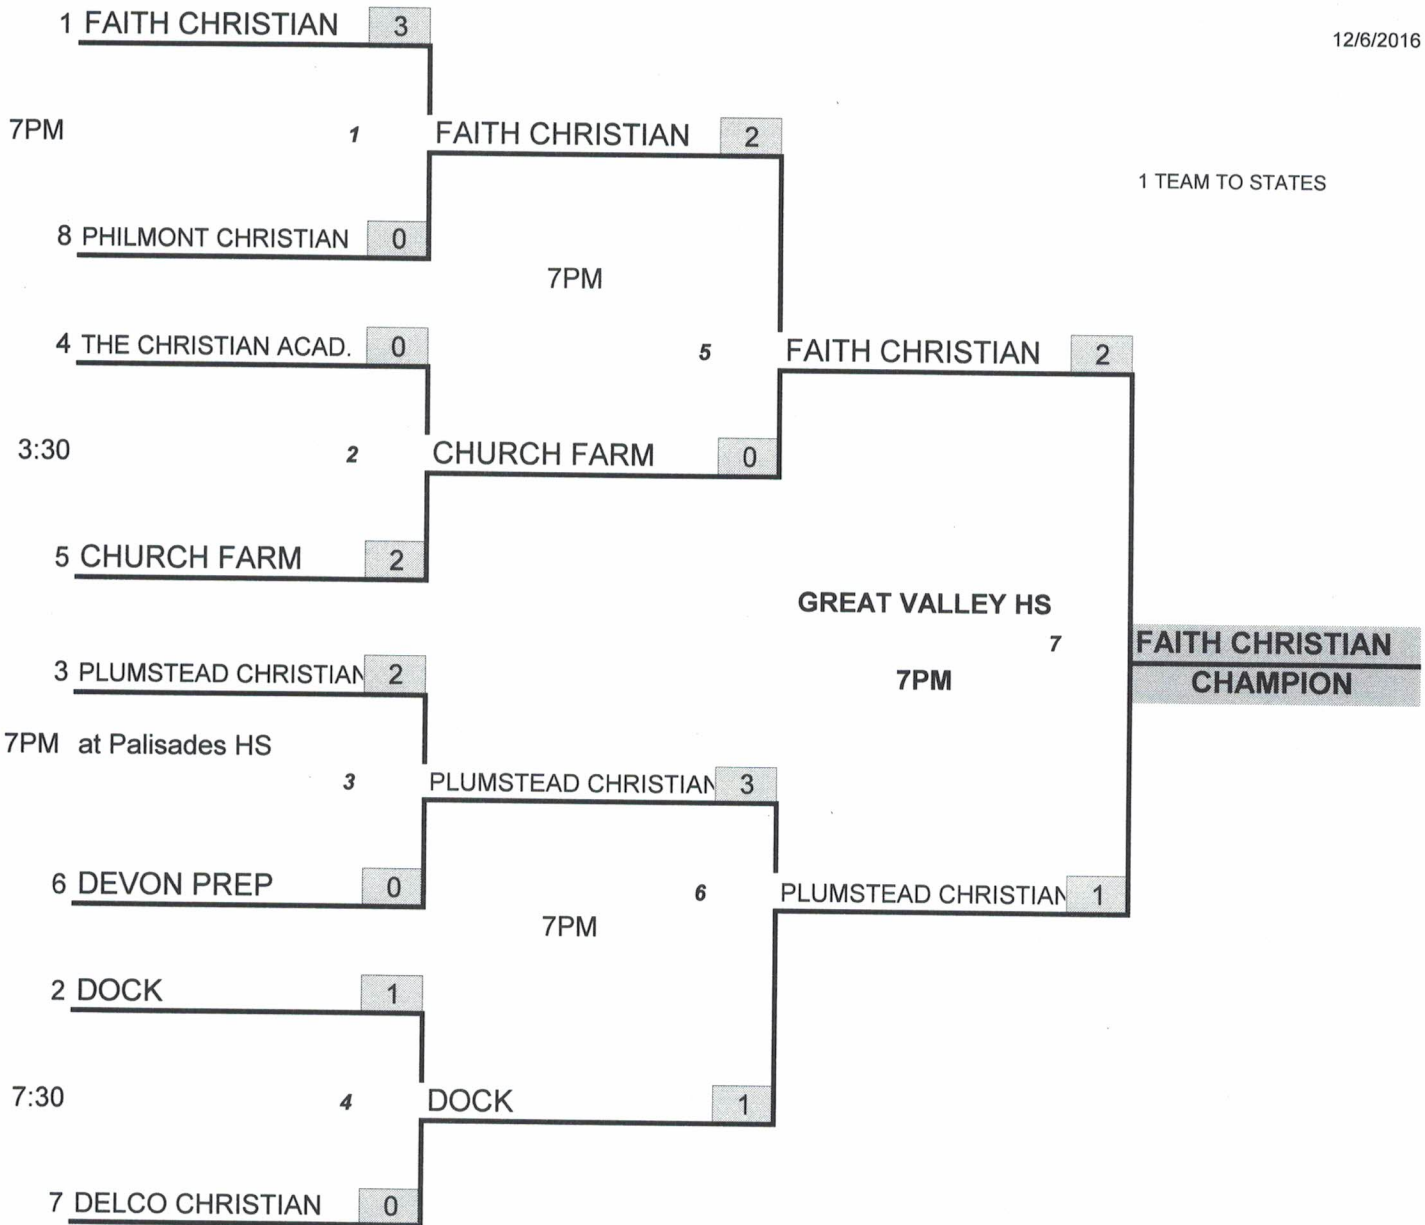 1 FAITH CHRISTIAN 3
12/6/2016
7PM 1 FAITH CHRISTIAN 2
1 TEAM TO STATES
8 PHILMONT CHRISTIAN 0
7PM
4 THE CHRISTIAN ACAD. 0
5 FAITH CHRISTIAN 2
3:30 2 CHURCH FARM 0
5 CHURCH FARM 2
GREAT VALLEY HS
7 FAITH CHRISTIAN
3 PLUMSTEAD CHRISTIAN 2
7PM CHAMPION
7PM at Palisades HS
3 PLUMSTEAD CHRISTIAN 3
6 DEVON PREP 0
6 PLUMSTEAD CHRISTIAN 1
7PM
2 DOCK 1
7:30 4 DOCK 1
7 DELCO CHRISTIAN 0